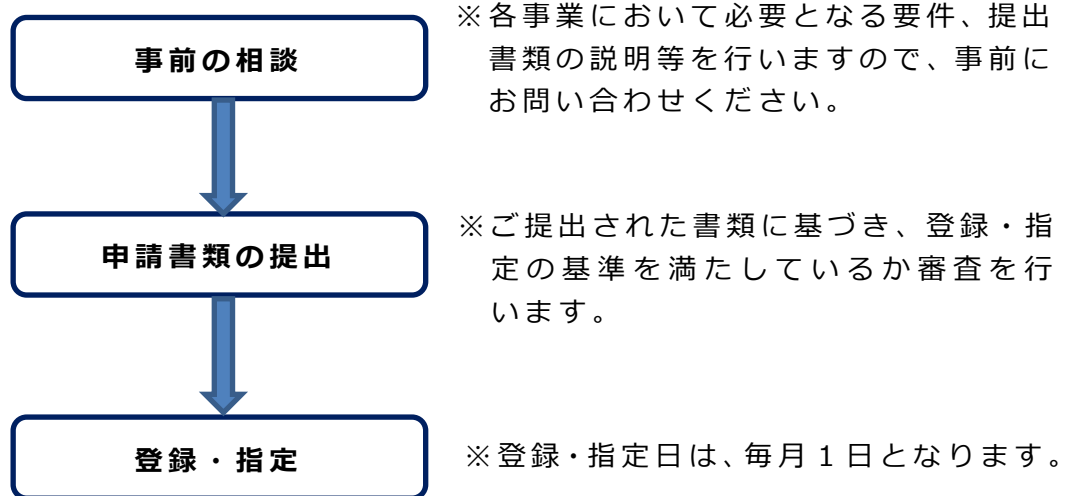 事前の相談
※各事業において必要となる要件、提出
書類の説明等を行いますので、事前に
お問い合わせください。
申請書類の提出
※ご提出された書類に基づき、登録・指
定の基準を満たしているか審査を行
います。
登録・指定
※登録・指定日は、毎月１日となります。